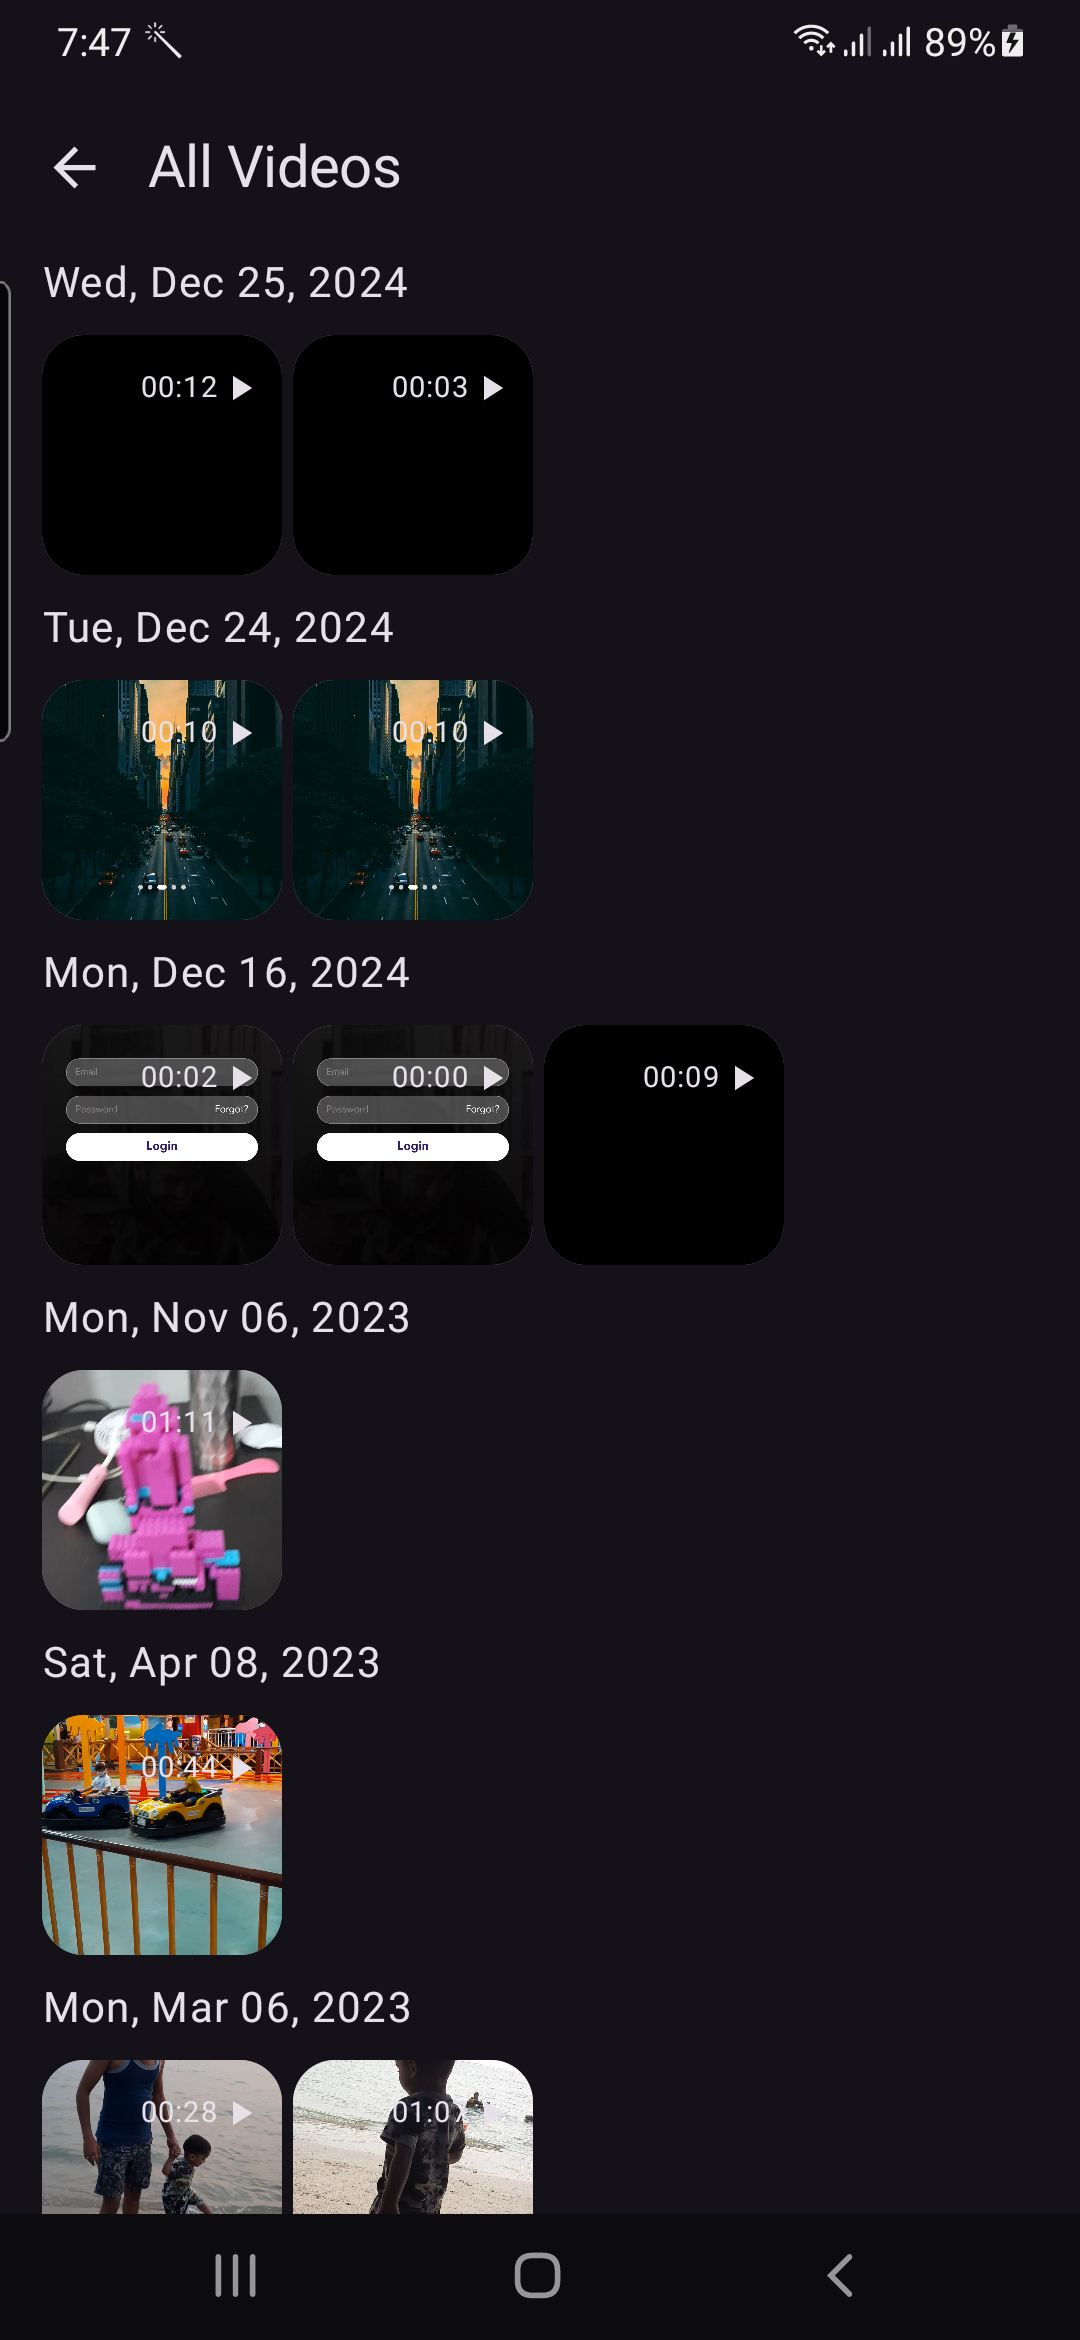 7:47 89%
All Videos
Wed, Dec 25, 2024
00:12 00:03
Tue, Dec 24, 2024
00:10 00:10
Mon, Dec 16, 2024
Email Email
00:02 00:00 00:09
Password Forgot? Password Forgot?
Login Login
Mon, Nov 06, 2023
01:11
Sat, Apr 08, 2023
00:44
Mon, Mar 06, 2023
00:28 01:07